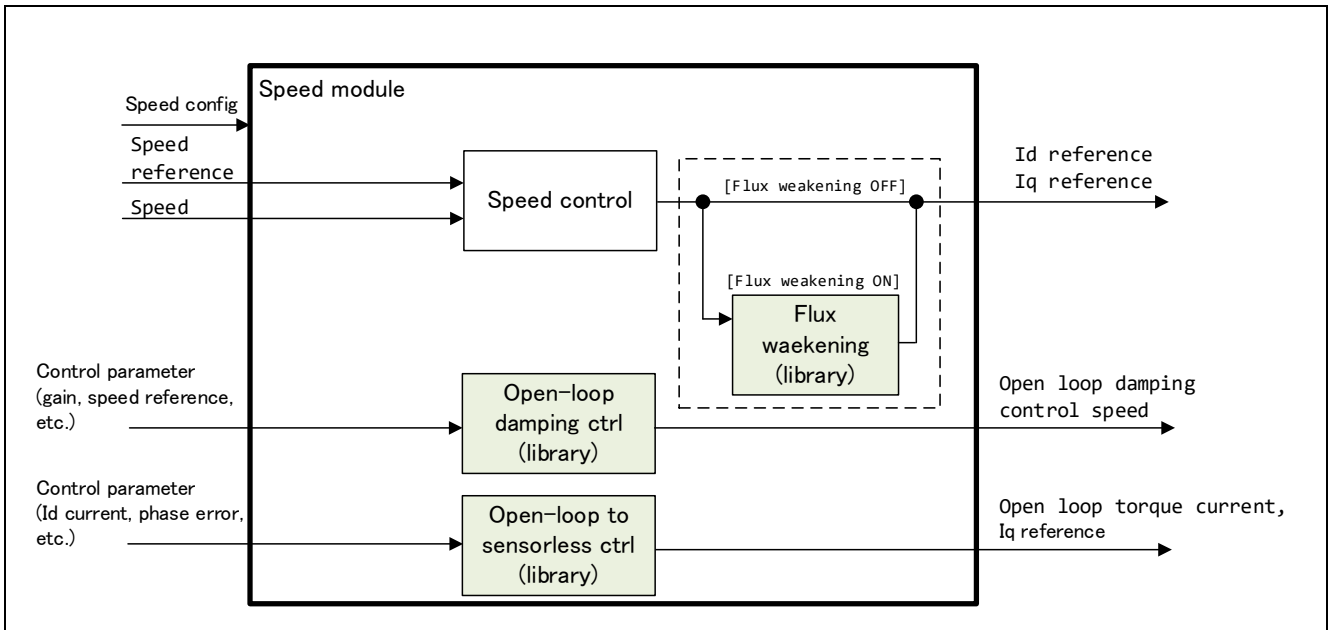 Speed module
Speed config
Speed
reference
Speed
Speed control
[Flux weakening OFF]
[Flux weakening ON]
Flux
waekening
(library)
Id reference
Iq reference
Control parameter
(gain, speed reference,
etc.)
Open-loop
damping ctrl
(library)
Open loop damping
control speed
Control parameter
(Id current, phase error,
etc.)
Open-loop to
sensorless ctrl
(library)
Open loop torque current,
Iq reference